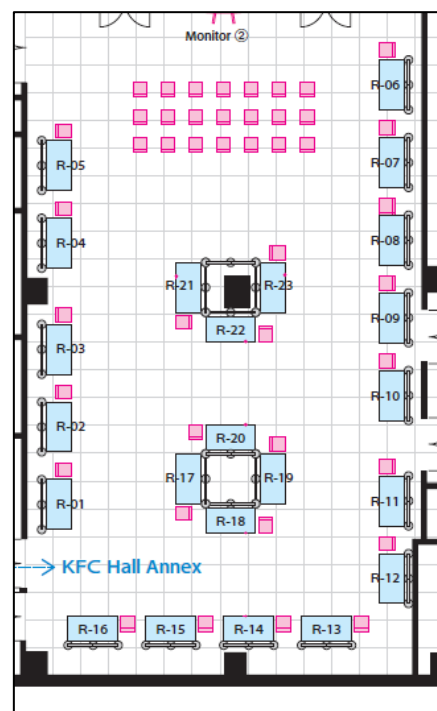 Monitor ②
R-06
R-05
R-07
R-04
R-08
R-21
R-23
R-09
R-22
R-03
R-10
R-02
R-20
R-17
R-19
R-01
R-11
R-18
KFC Hall Annex
R-12
R-16
R-15
R-14
R-13